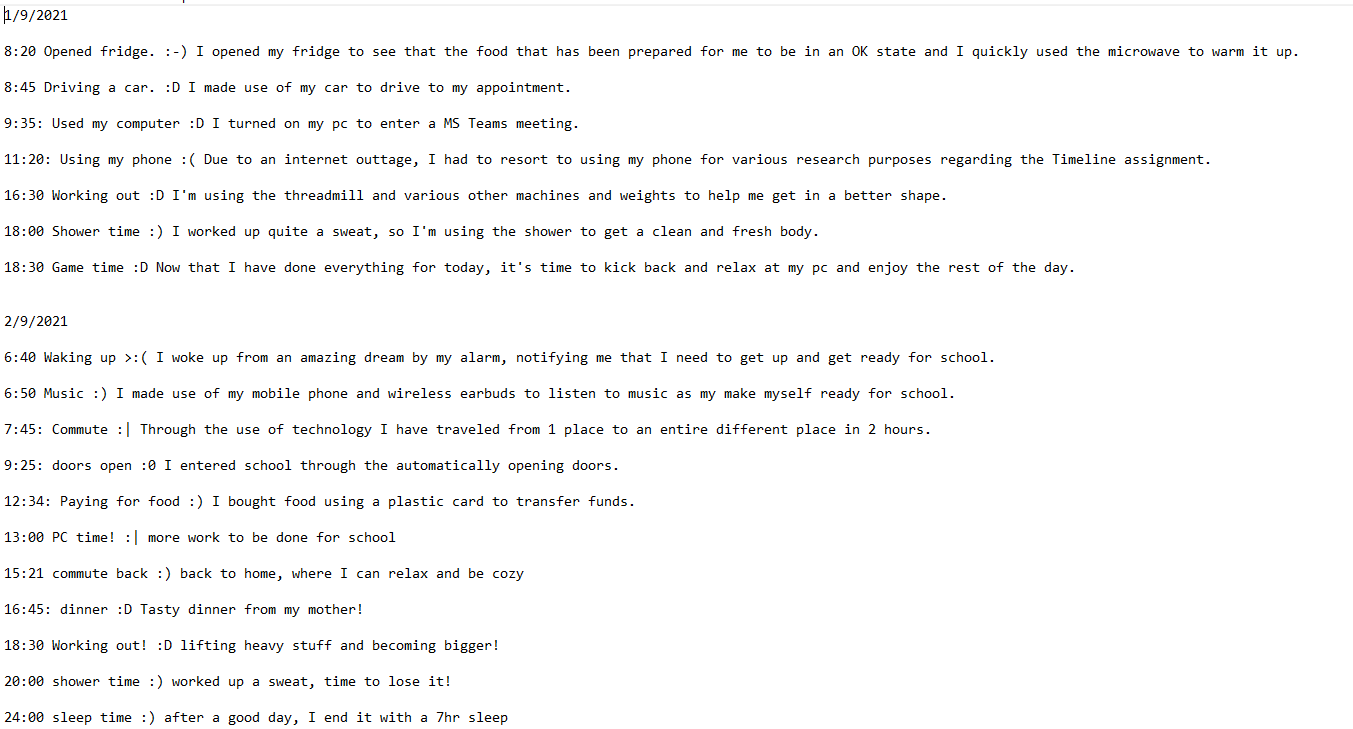 1/9/2021
8:20 Opened fridge. :-) I opened my fridge to see that the food that has been prepared for me to be in an OK state and I quickly used the microwave to warm it up.
8:45 Driving a car. :D I made use of my car to drive to my appointment.
9:35: Used my computer :D I turned on my pc to enter a MS Teams meeting.
11:20: Using my phone :( Due to an internet outtage, I had to resort to using my phone for various research purposes regarding the Timeline assignment.
16:30 Working out :D I'm using the threadmill and various other machines and weights to help me get in a better shape.
18:00 Shower time :) I worked up quite a sweat, so I'm using the shower to get a clean and fresh body.
18:30 Game time :D Now that I have done everything for today, it's time to kick back and relax at my pc and enjoy the rest of the day.
2/9/2021
6:40 Waking up >:( I woke up from an amazing dream by my alarm, notifying me that I need to get up and get ready for school.
6:50 Music :) I made use of my mobile phone and wireless earbuds to listen to music as my make myself ready for school.
7:45: Commute :| Through the use of technology I have traveled from 1 place to an entire different place in 2 hours.
9:25: doors open :0 I entered school through the automatically opening doors.
12:34: Paying for food :) I bought food using a plastic card to transfer funds.
13:00 PC time! :| more work to be done for school
15:21 commute back :) back to home, where I can relax and be cozy
16:45: dinner :D Tasty dinner from my mother!
18:30 Working out! :D lifting heavy stuff and becoming bigger!
20:00 shower time :) worked up a sweat, time to lose it!
24:00 sleep time :) after a good day, I end it with a 7hr sleep